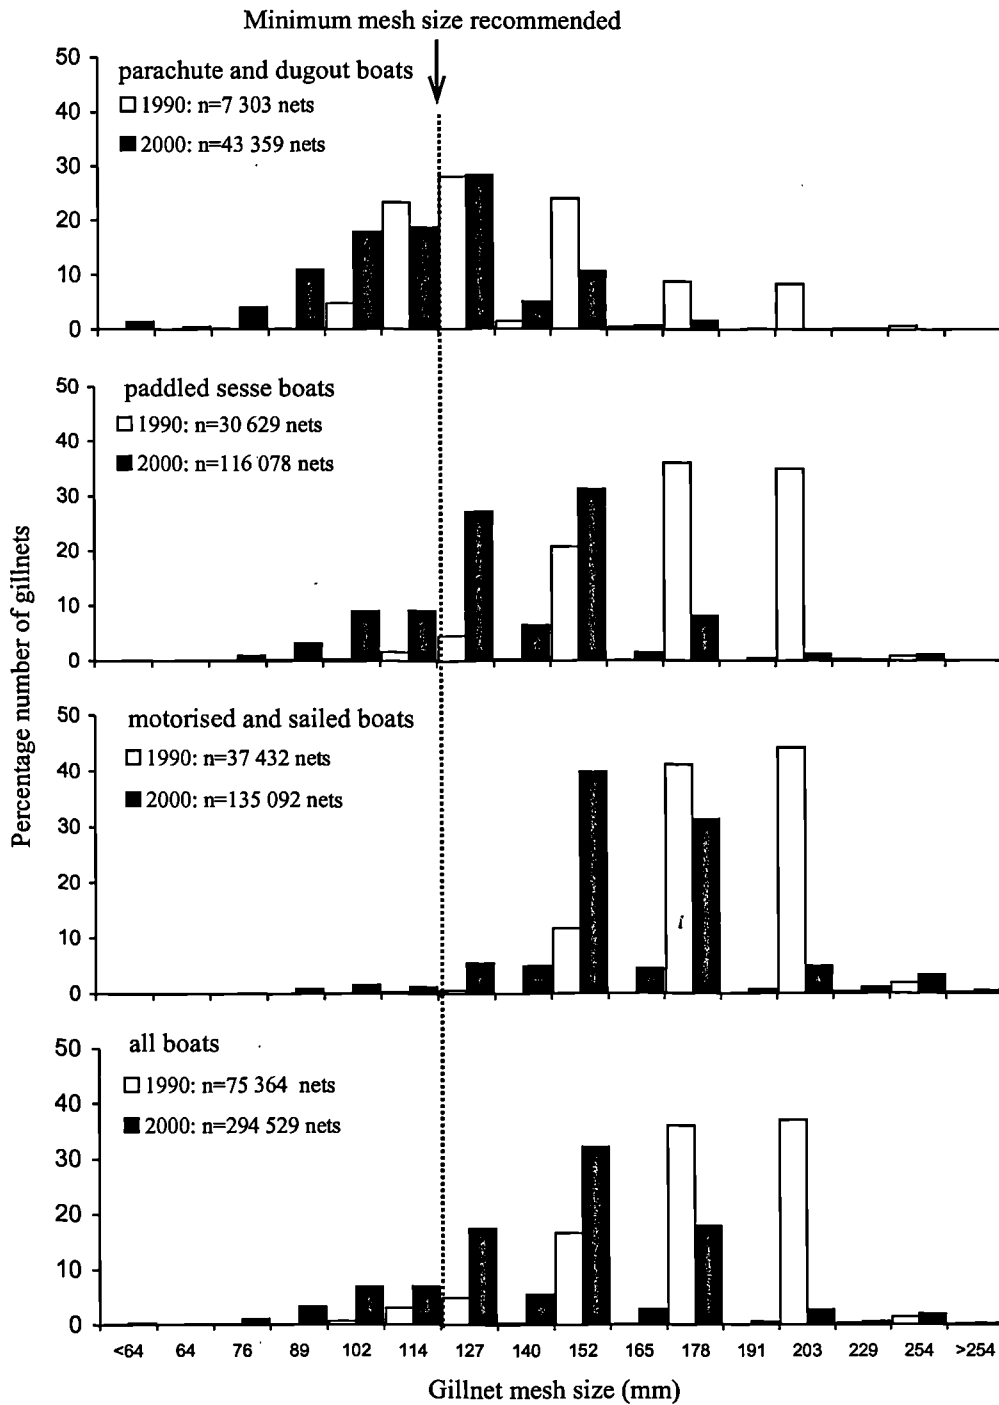 Minimum mesh size recommended
50
parachute and dugout boats
1990: n=7 303 nets
40
2000: n=43 359 nets
30
20
10
0
50
paddled sesse boats
1990: n=30 629 nets
40
2000: n=116 078 nets
30
20
10
0
Percentage number of gillnets
50
motorised and sailed boats
1990: n=37 432 nets
40
2000: n=135 092 nets
30
20
10
0
50
all boats
1990: n=75 364 nets
40
2000: n=294 529 nets
30
20
10
0
<64 64 76 89 102 114 127 140 152 165 178 191 203 229 254 >254
Gillnet mesh size (mm)